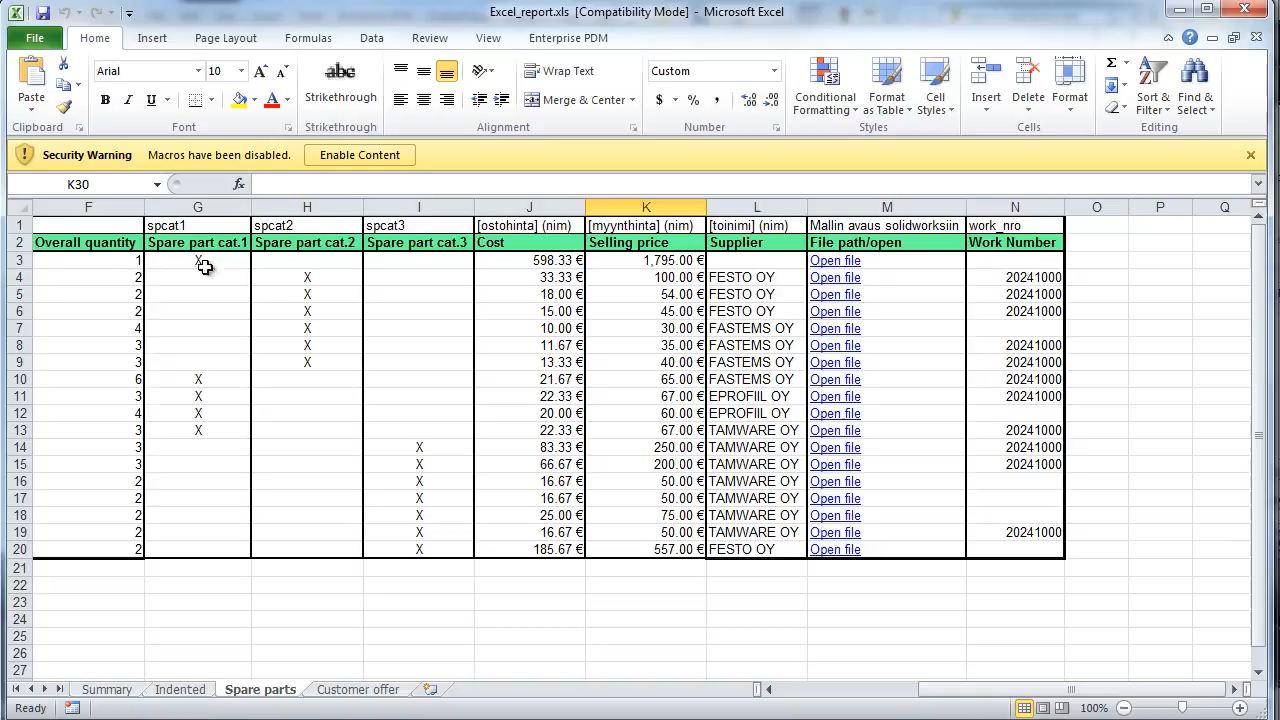 Excel_report.xls [Compatibility Mode] - Microsoft Excel
File Home Insert Page Layout Formulas Data Review View Enterprise PDM
Arial 10 Wrap Text Custom
Paste B I U Strikethrough Merge & Center $ % , Conditional Formatting Format as Table Cell Styles Insert Delete Format Sort & Filter Find & Select
Clipboard Font Strikethrough Alignment Number Styles Cells Editing
Security Warning Macros have been disabled. Enable Content
K30 fx
F G H I J K L M N O P Q
1 spcat1 spcat2 spcat3 [ostohinta] (nim) [myynthinta] (nim) [toinimi] (nim) Mallin avaus solidworksiin work_nro
2 Overall quantity Spare part cat.1 Spare part cat.2 Spare part cat.3 Cost Selling price Supplier File path/open Work Number
3 1 X 598.33 € 1,795.00 € Open file
4 2 X 33.33 € 100.00 € FESTO OY Open file 20241000
5 2 X 18.00 € 54.00 € FESTO OY Open file 20241000
6 2 X 15.00 € 45.00 € FESTO OY Open file 20241000
7 4 X 10.00 € 30.00 € FASTEMS OY Open file
8 3 X 11.67 € 35.00 € FASTEMS OY Open file 20241000
9 3 X 13.33 € 40.00 € FASTEMS OY Open file 20241000
10 6 X 21.67 € 65.00 € FASTEMS OY Open file 20241000
11 3 X 22.33 € 67.00 € EPROFIIL OY Open file 20241000
12 4 X 20.00 € 60.00 € EPROFIIL OY Open file
13 3 X 22.33 € 67.00 € TAMWARE OY Open file 20241000
14 3 X 83.33 € 250.00 € TAMWARE OY Open file 20241000
15 3 X 66.67 € 200.00 € TAMWARE OY Open file 20241000
16 2 X 16.67 € 50.00 € TAMWARE OY Open file
17 2 X 16.67 € 50.00 € TAMWARE OY Open file
18 2 X 25.00 € 75.00 € TAMWARE OY Open file
19 2 X 16.67 € 50.00 € TAMWARE OY Open file 20241000
20 2 X 185.67 € 557.00 € FESTO OY Open file
21
22
23
24
25
26
27
Summary Indented Spare parts Customer offer
Ready 100%